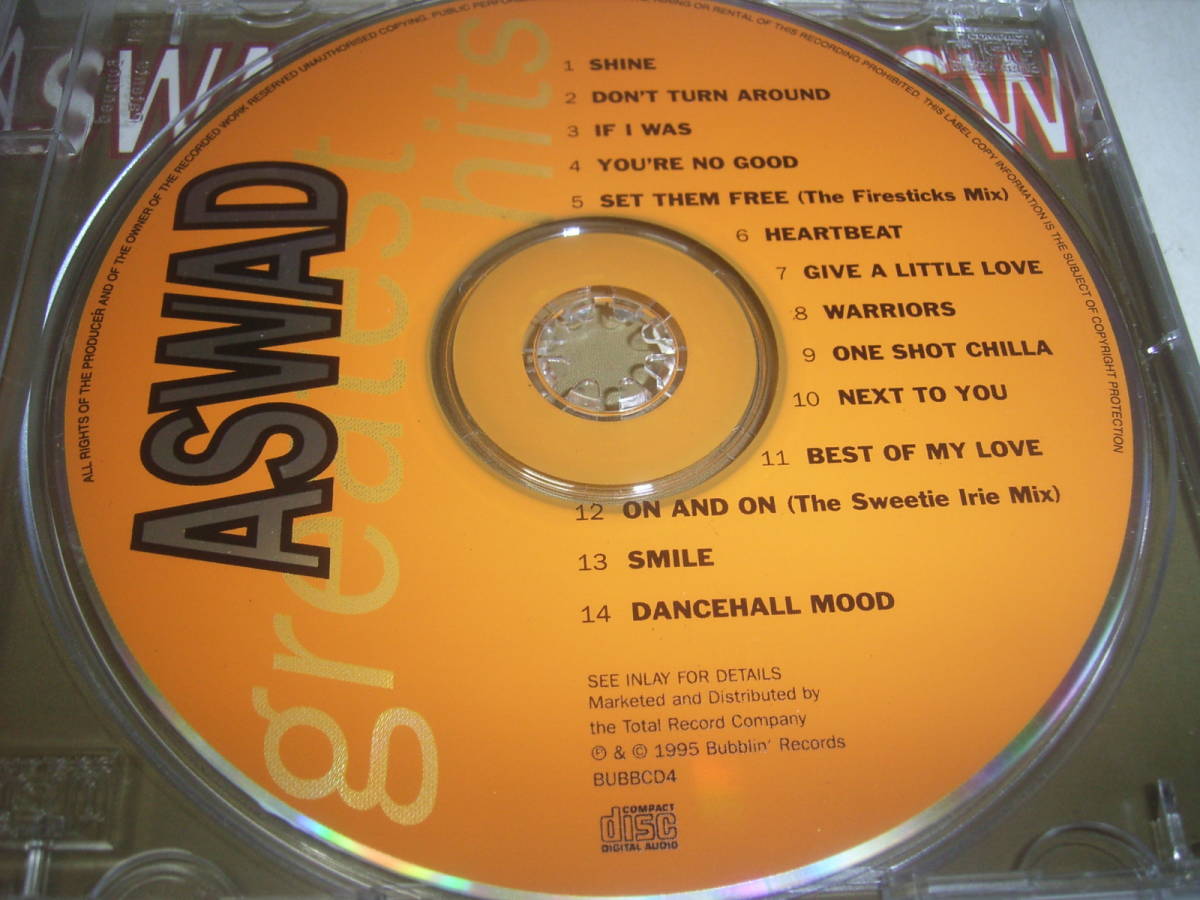 ALL RIGHTS OF THE PRODUCER AND OF THE OWNER OF THE RECORDED WORK RESERVED UNAUTHORISED COPYING, PUBLIC HIRING OR RENTAL OF THIS RECORDING PROHIBITED. THIS LABEL COPY INFORMATION IS THE SUBJECT OF COPYRIGHT PROTECTION
ASWAD
greatest
hits
1 SHINE
2 DON'T TURN AROUND
3 IF I WAS
4 YOU'RE NO GOOD
5 SET THEM FREE (The Firesticks Mix)
6 HEARTBEAT
7 GIVE A LITTLE LOVE
8 WARRIORS
9 ONE SHOT CHILLA
10 NEXT TO YOU
11 BEST OF MY LOVE
12 ON AND ON (The Sweetie Irie Mix)
13 SMILE
14 DANCEHALL MOOD
SEE INLAY FOR DETAILS
Marketed and Distributed by
the Total Record Company
℗ & © 1995 Bubblin' Records
BUBBCD4
COMPACT
disc
DIGITAL AUDIO